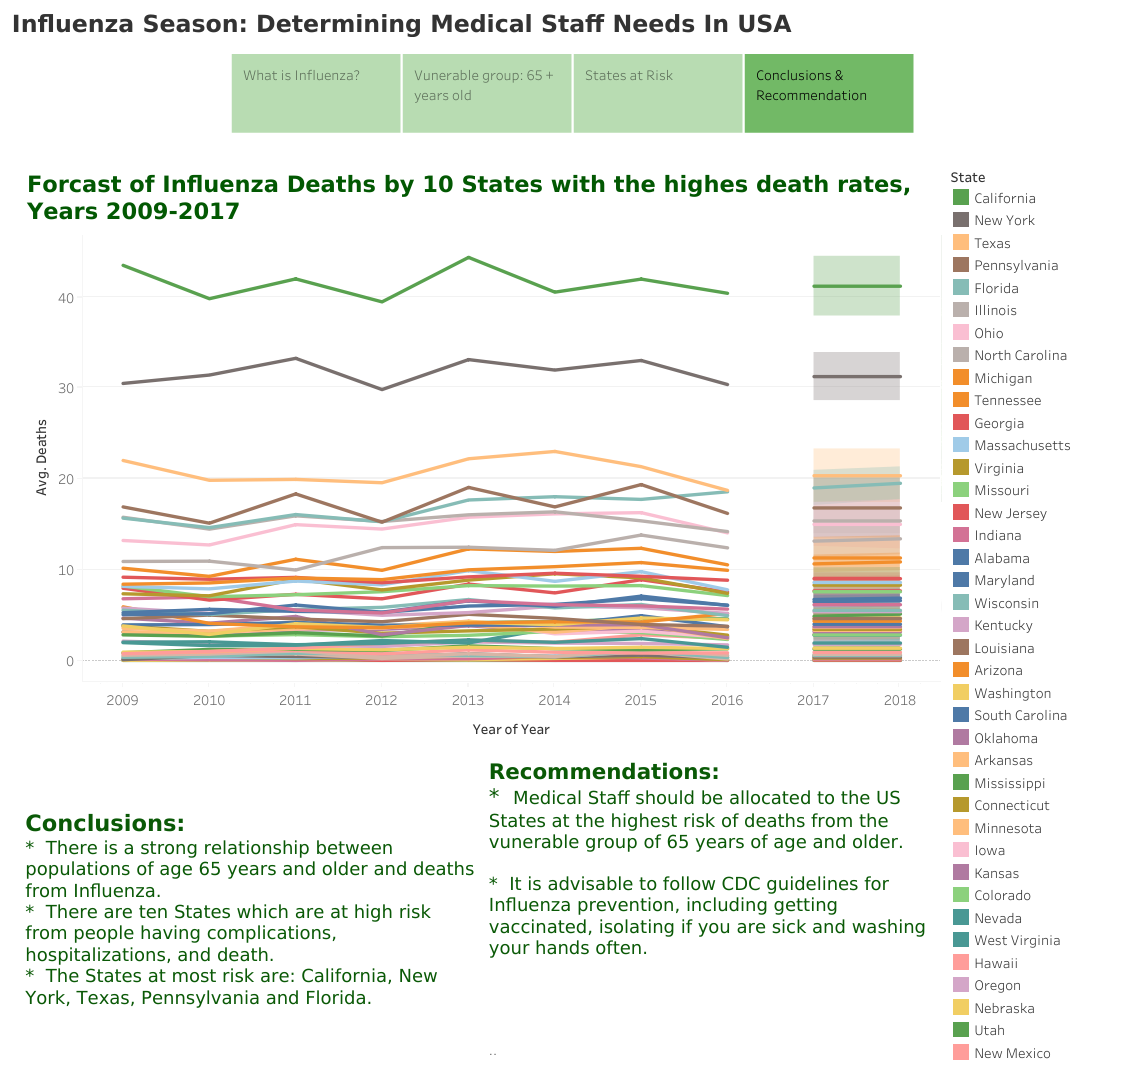 Influenza Season: Determining Medical Staff Needs In USA
What is Influenza?
Vunerable group: 65 +
years old
States at Risk
Conclusions &
Recommendation
Forcast of Influenza Deaths by 10 States with the highes death rates,
Years 2009-2017
40
30
20
10
0
Avg. Deaths
2009 2010 2011 2012 2013 2014 2015 2016 2017 2018
Year of Year
State
California
New York
Texas
Pennsylvania
Florida
Illinois
Ohio
North Carolina
Michigan
Tennessee
Georgia
Massachusetts
Virginia
Missouri
New Jersey
Indiana
Alabama
Maryland
Wisconsin
Kentucky
Louisiana
Arizona
Washington
South Carolina
Oklahoma
Arkansas
Mississippi
Connecticut
Minnesota
Iowa
Kansas
Colorado
Nevada
West Virginia
Hawaii
Oregon
Nebraska
Utah
New Mexico
Conclusions:
* There is a strong relationship between
populations of age 65 years and older and deaths
from Influenza.
* There are ten States which are at high risk
from people having complications,
hospitalizations, and death.
* The States at most risk are: California, New
York, Texas, Pennsylvania and Florida.
Recommendations:
* Medical Staff should be allocated to the US
States at the highest risk of deaths from the
vunerable group of 65 years of age and older.
* It is advisable to follow CDC guidelines for
Influenza prevention, including getting
vaccinated, isolating if you are sick and washing
your hands often.
..